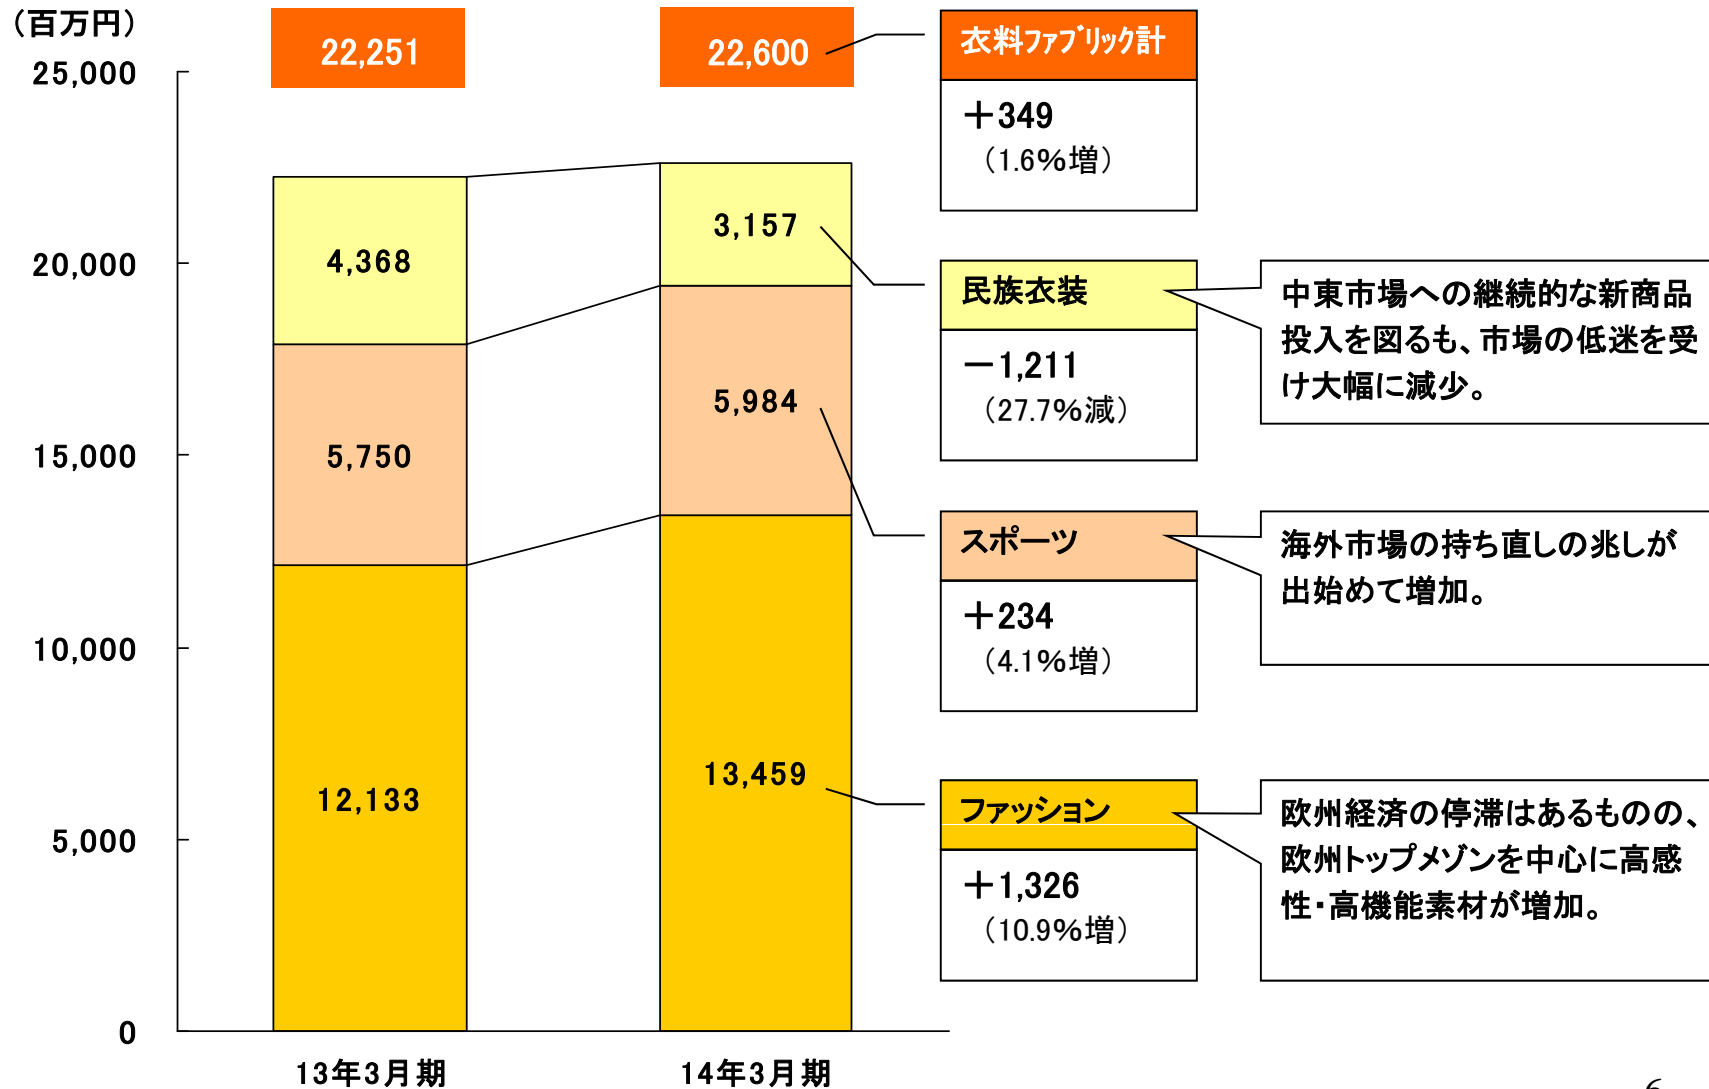 （百万円）
25,000
20,000
15,000
10,000
5,000
0
22,251
4,368
5,750
12,133
13年3月期
22,600
3,157
5,984
13,459
14年3月期
衣料ファブリック計
＋349
（1.6%増）
民族衣装
－1,211
（27.7%減）
中東市場への継続的な新商品
投入を図るも、市場の低迷を受
け大幅に減少。
スポーツ
＋234
（4.1%増）
海外市場の持ち直しの兆しが
出始めて増加。
ファッション
＋1,326
（10.9%増）
欧州経済の停滞はあるものの、
欧州トップメゾンを中心に高感
性・高機能素材が増加。
6